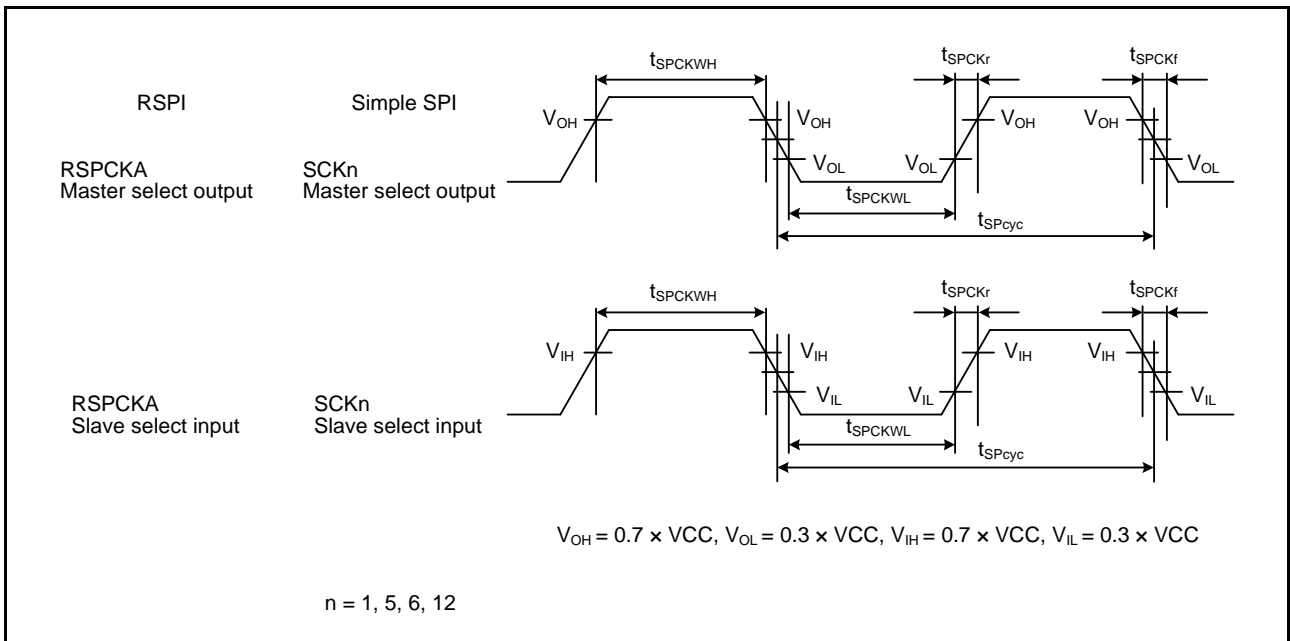 tSPCKWH
tSPCKr
tSPCKf
RSPI
Simple SPI
VOH
VOH
VOH
VOH
RSPCKA
Master select output
SCKn
Master select output
VOL
VOL
VOL
tSPCKWL
tSPcyc
tSPCKWH
tSPCKr
tSPCKf
VIH
VIH
VIH
VIH
RSPCKA
Slave select input
SCKn
Slave select input
VIL
VIL
VIL
tSPCKWL
tSPcyc
VOH = 0.7 × VCC, VOL = 0.3 × VCC, VIH = 0.7 × VCC, VIL = 0.3 × VCC
n = 1, 5, 6, 12